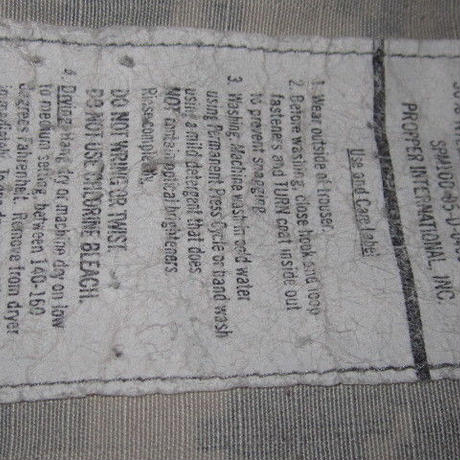 PROPPER INTERNATIONAL, INC.
Use and Care Label
1. Wear outside of trouser.
2. Before washing, close hook and loop
fasteners and TURN coat inside out
to prevent snagging.
3. Washing: Machine wash in cold water
using Permanent Press Cycle or hand wash
using a mild detergent that does
NOT contain optical brighteners.
Rinse completely.
DO NOT WRING OR TWIST.
DO NOT USE CHLORINE BLEACH.
4. Drying: Hang dry or machine dry on low
to medium setting, between 140-160
degrees Fahrenheit. Remove from dryer